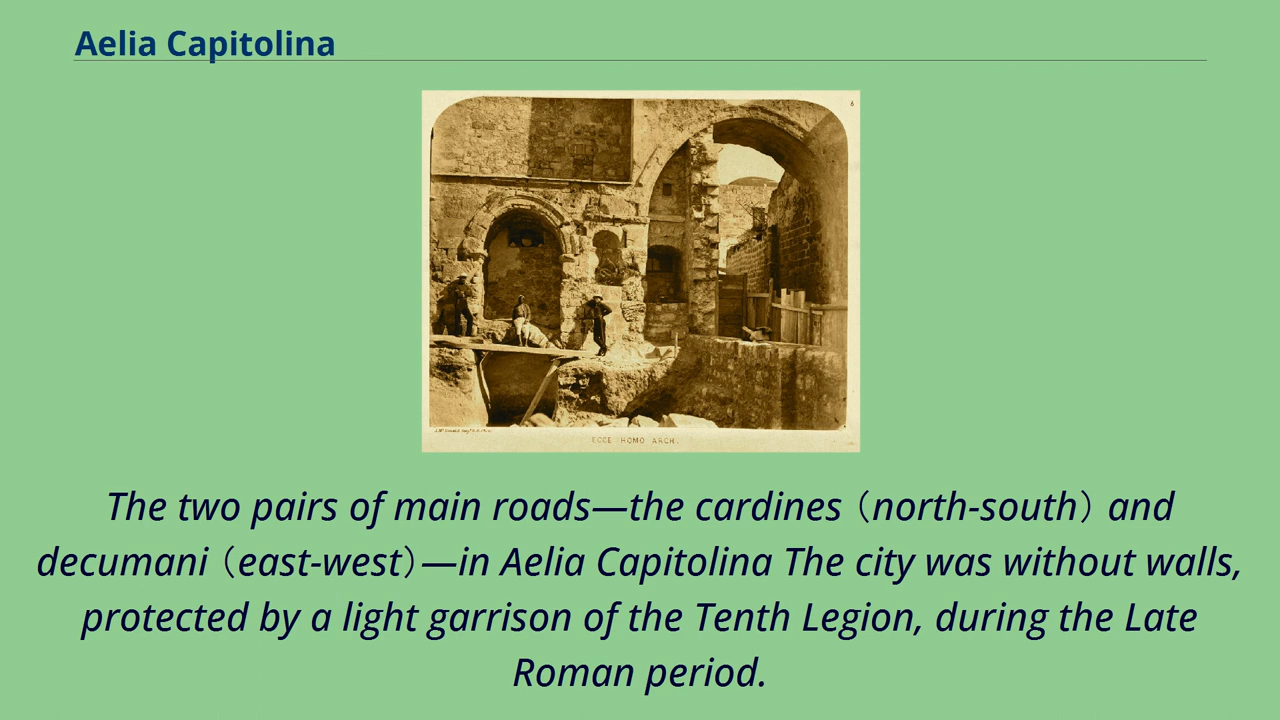 Aelia Capitolina
6
ECCE HOMO ARCH.
The two pairs of main roads—the cardines (north-south) and
decumani (east-west)—in Aelia Capitolina The city was without walls,
protected by a light garrison of the Tenth Legion, during the Late
Roman period.